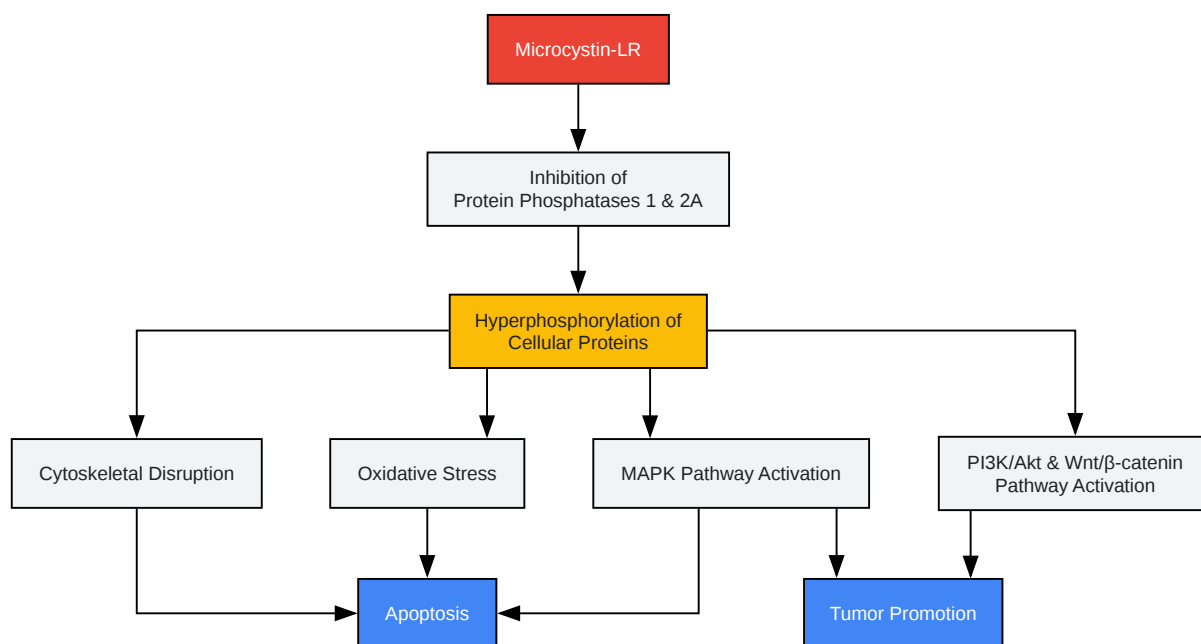 Microcystin-LR
Inhibition of
Protein Phosphatases 1 & 2A
Hyperphosphorylation of
Cellular Proteins
Cytoskeletal Disruption
Oxidative Stress
MAPK Pathway Activation
PI3K/Akt & Wnt/β-catenin
Pathway Activation
Apoptosis
Tumor Promotion